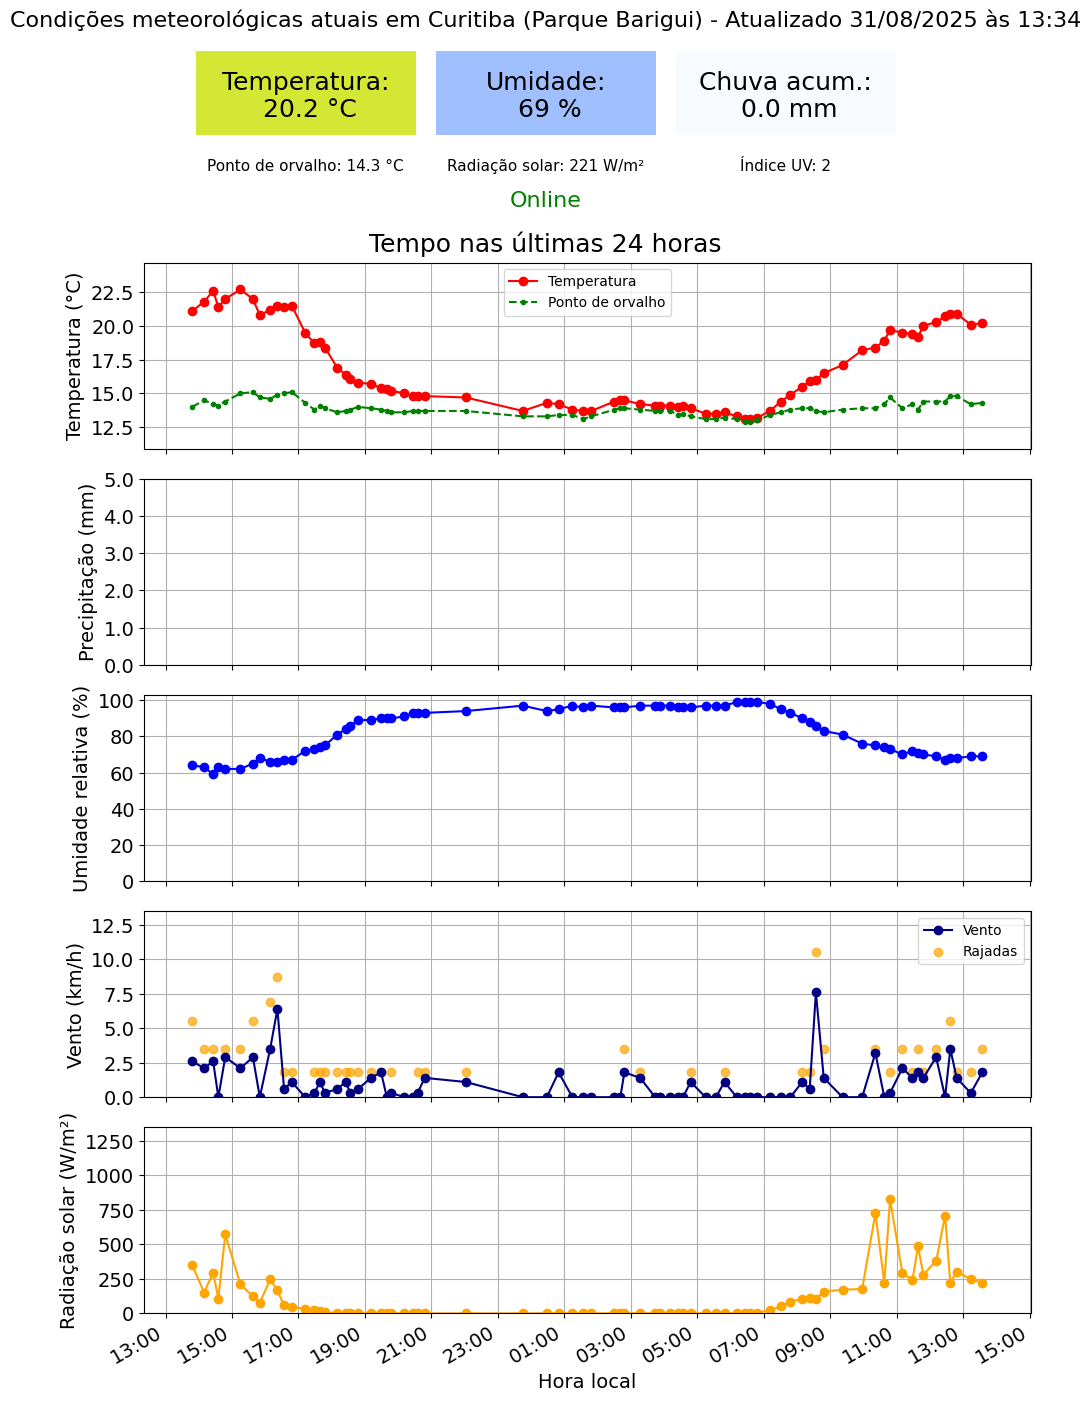 Condições meteorológicas atuais em Curitiba (Parque Barigui) - Atualizado 31/08/2025 às 13:34
Temperatura:
20.2 °C
Umidade:
69 %
Chuva acum.:
0.0 mm
Ponto de orvalho: 14.3 °C
Radiação solar: 221 W/m²
Índice UV: 2
Online
Tempo nas últimas 24 horas
Temperatura (°C)
22.5
20.0
17.5
15.0
12.5
Temperatura
Ponto de orvalho
Precipitação (mm)
5.0
4.0
3.0
2.0
1.0
0.0
Umidade relativa (%)
100
80
60
40
20
0
Vento (km/h)
12.5
10.0
7.5
5.0
2.5
0.0
Vento
Rajadas
Radiação solar (W/m²)
1250
1000
750
500
250
0
13:00
15:00
17:00
19:00
21:00
23:00
01:00
03:00
05:00
07:00
09:00
11:00
13:00
15:00
Hora local